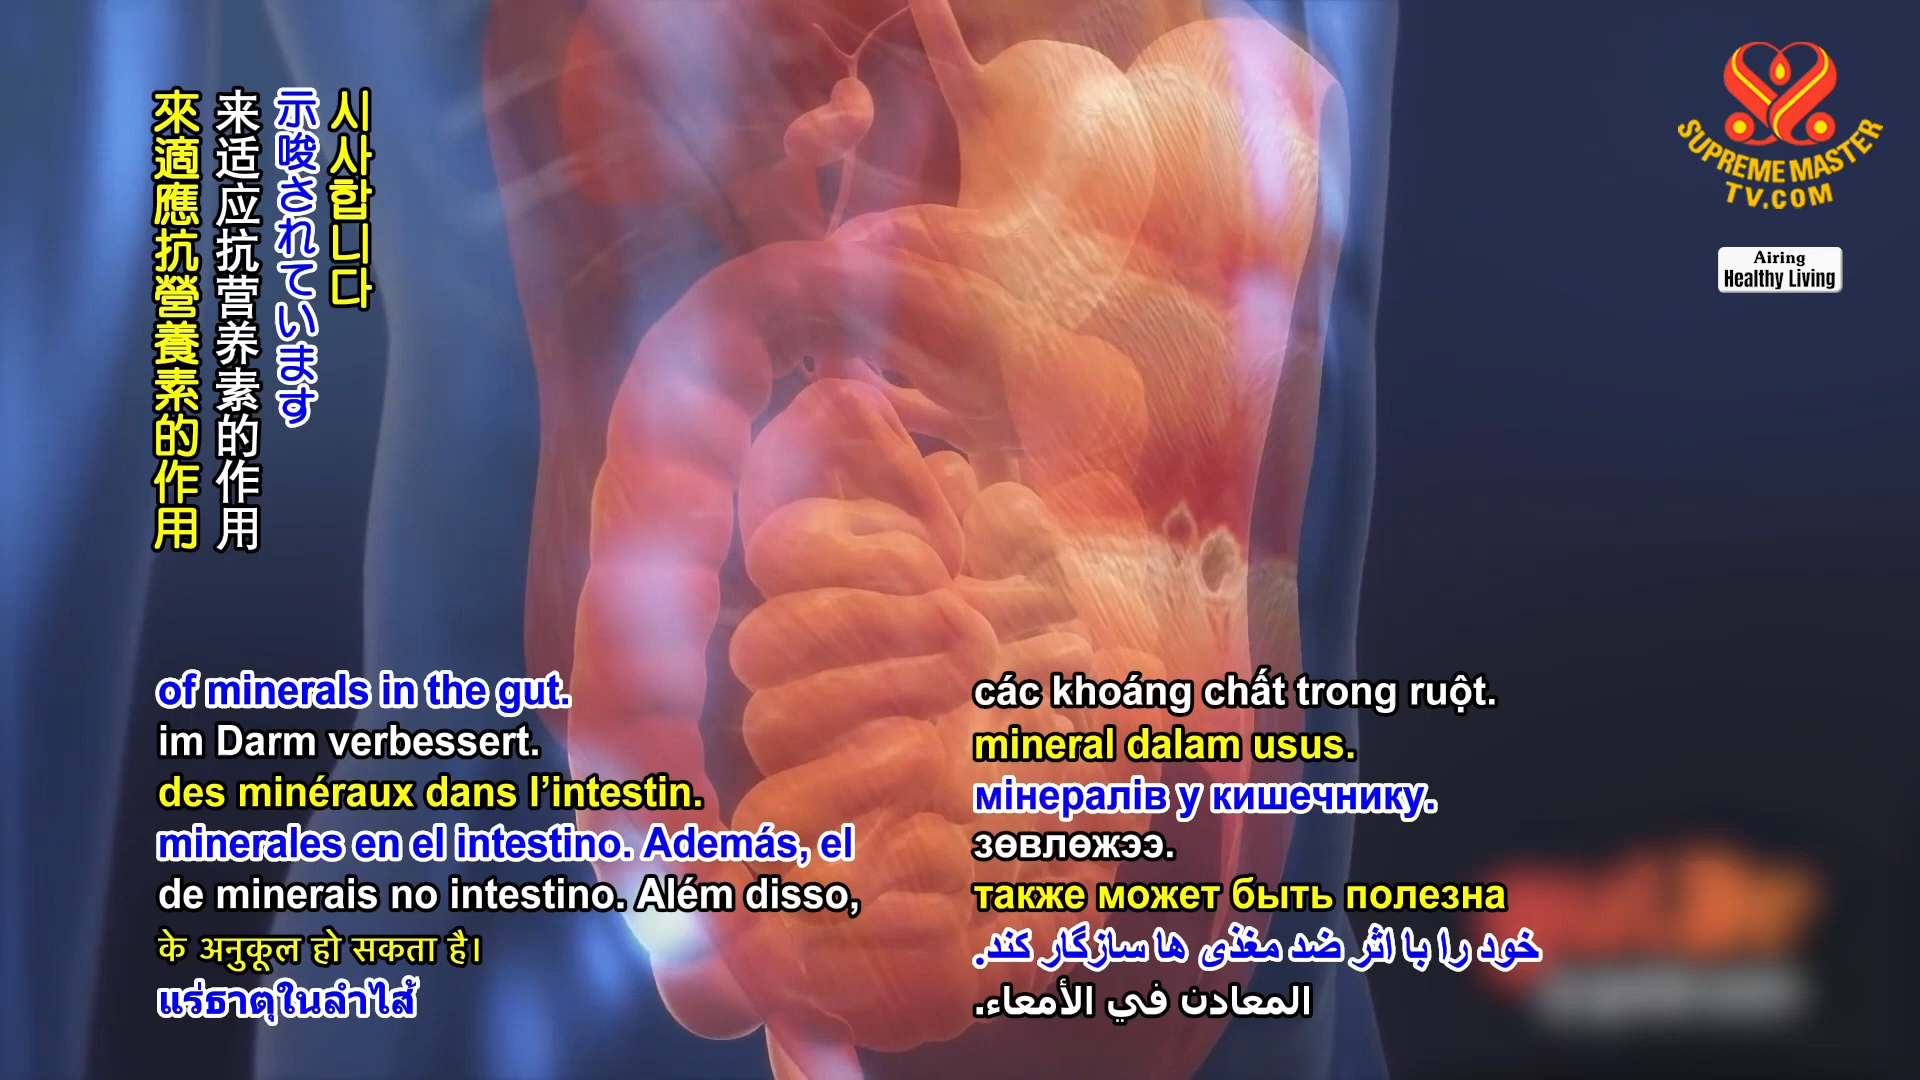 시사합니다
示唆されています
来适应抗营养素的作用
來適應抗營養素的作用
SUPREME MASTER
TV.COM
Airing
Healthy Living
of minerals in the gut.
im Darm verbessert.
des minéraux dans l’intestin.
minerales en el intestino. Además, el
de minerais no intestino. Além disso,
के अनुकूल हो सकता है।
แร่ธาตุในลำไส้
các khoáng chất trong ruột.
mineral dalam usus.
мінералів у кишечнику.
зөвлөжээ.
также может быть полезна
خود را با اثر ضد مغذی ها سازگار کند.
المعادن في الأمعاء.